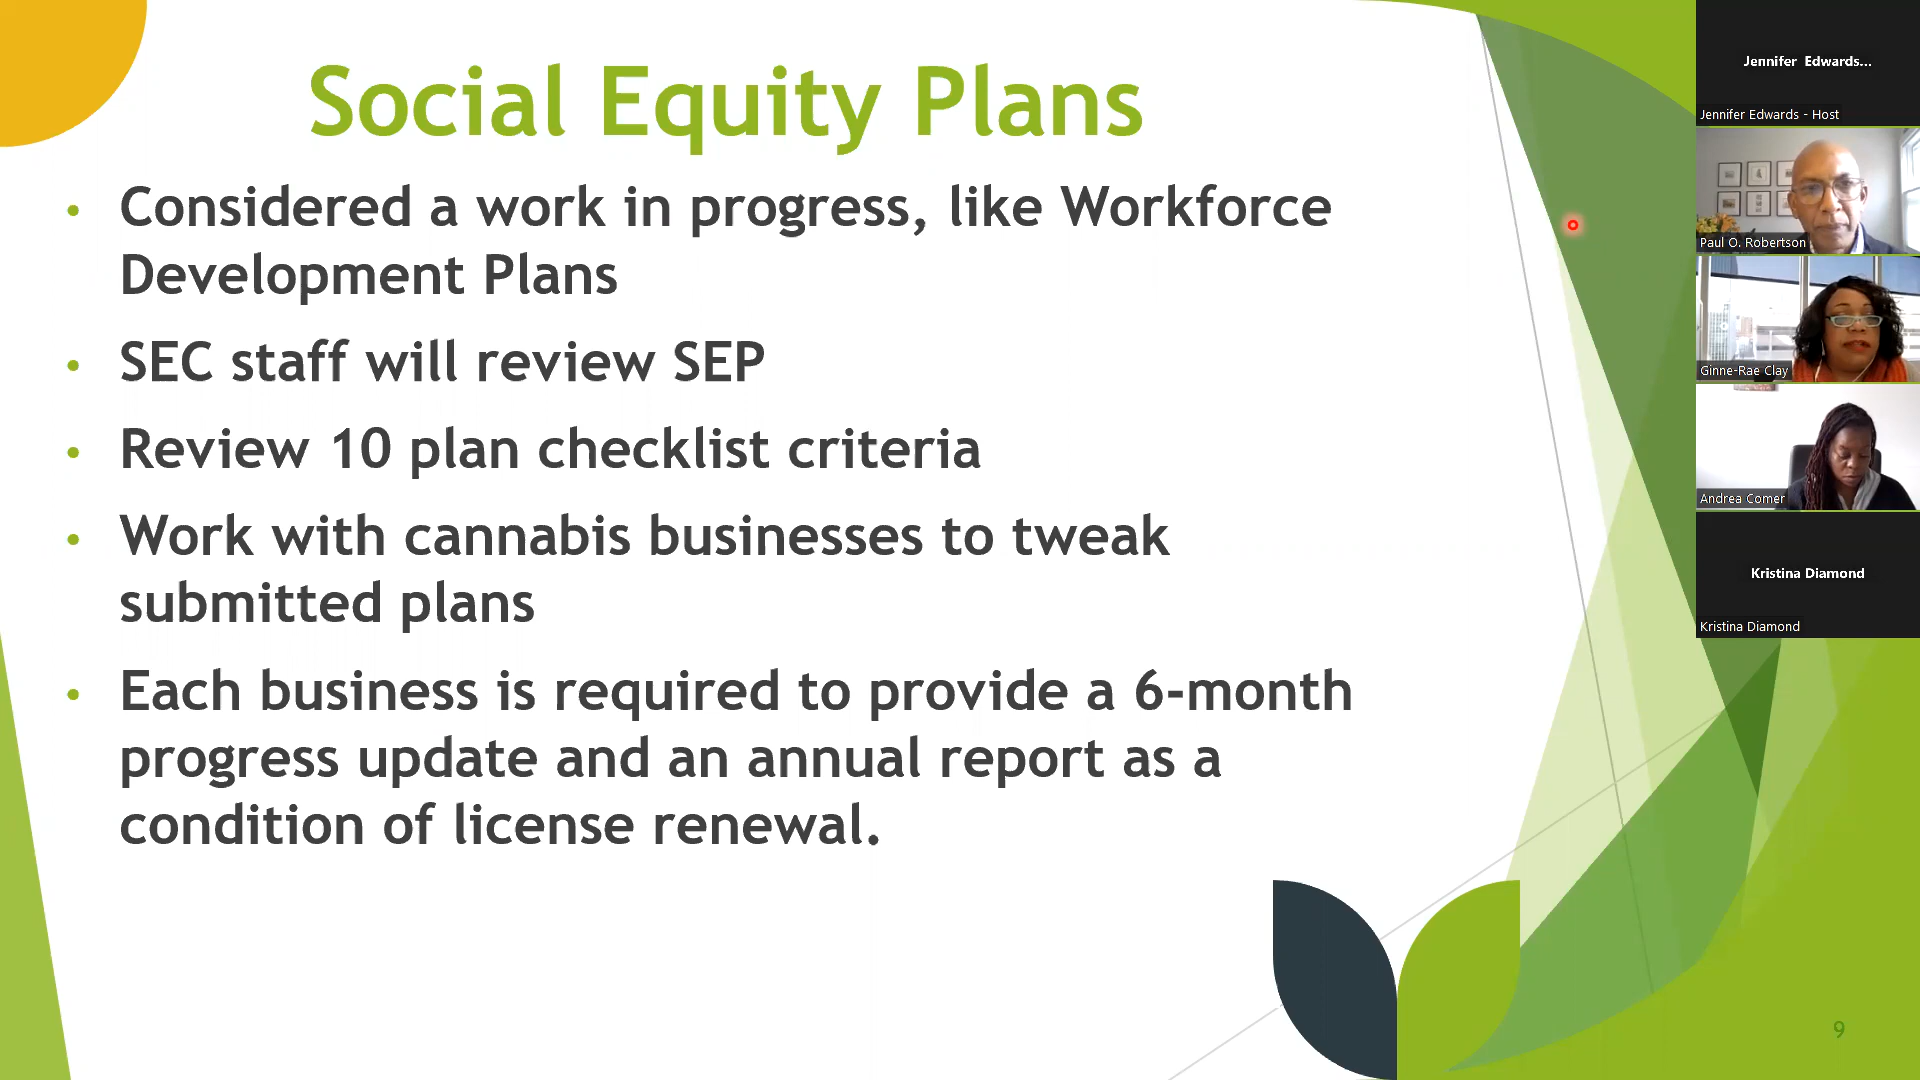 Social Equity Plans
• Considered a work in progress, like Workforce
Development Plans
• SEC staff will review SEP
• Review 10 plan checklist criteria
• Work with cannabis businesses to tweak
submitted plans
• Each business is required to provide a 6-month
progress update and an annual report as a
condition of license renewal.
9
Jennifer Edwards...
Jennifer Edwards - Host
Paul O. Robertson
Ginne-Rae Clay
Andrea Comer
Kristina Diamond
Kristina Diamond